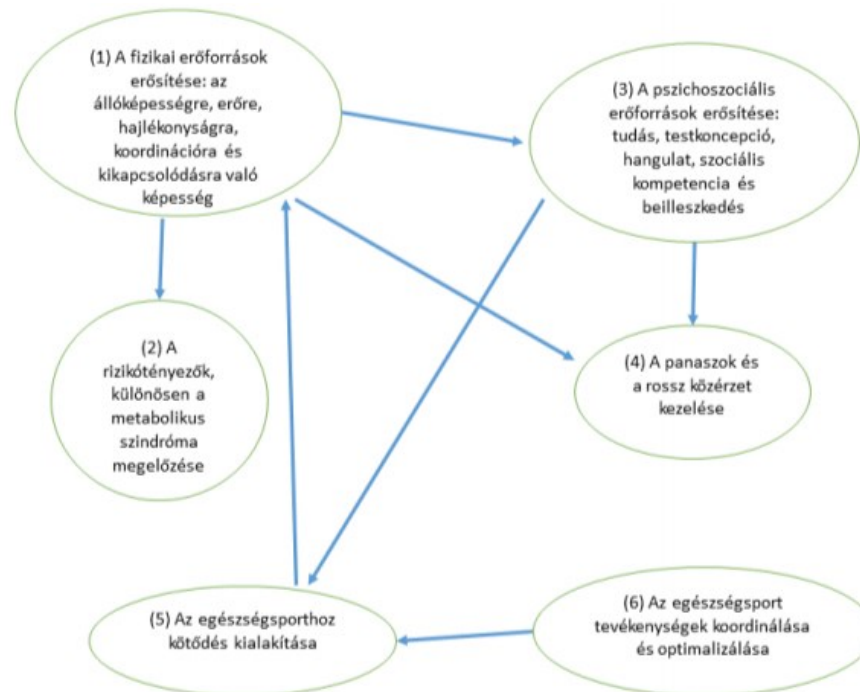 (1) A fizikai erőforrások
erősítése: az
állóképességre, erőre,
hajlékonyságra,
koordinációra és
kikapcsolódásra való
képesség
(3) A pszichoszociális
erőforrások erősítése:
tudás, testkoncepció,
hangulat, szociális
kompetencia és
beilleszkedés
(2) A
rizikótényezők,
különösen a
metabolikus
szindróma
megelőzése
(4) A panaszok és
a rossz közérzet
kezelése
(5) Az egészségsporthoz
kötődés kialakítása
(6) Az egészségsport
tevékenységek koordinálása
és optimalizálása